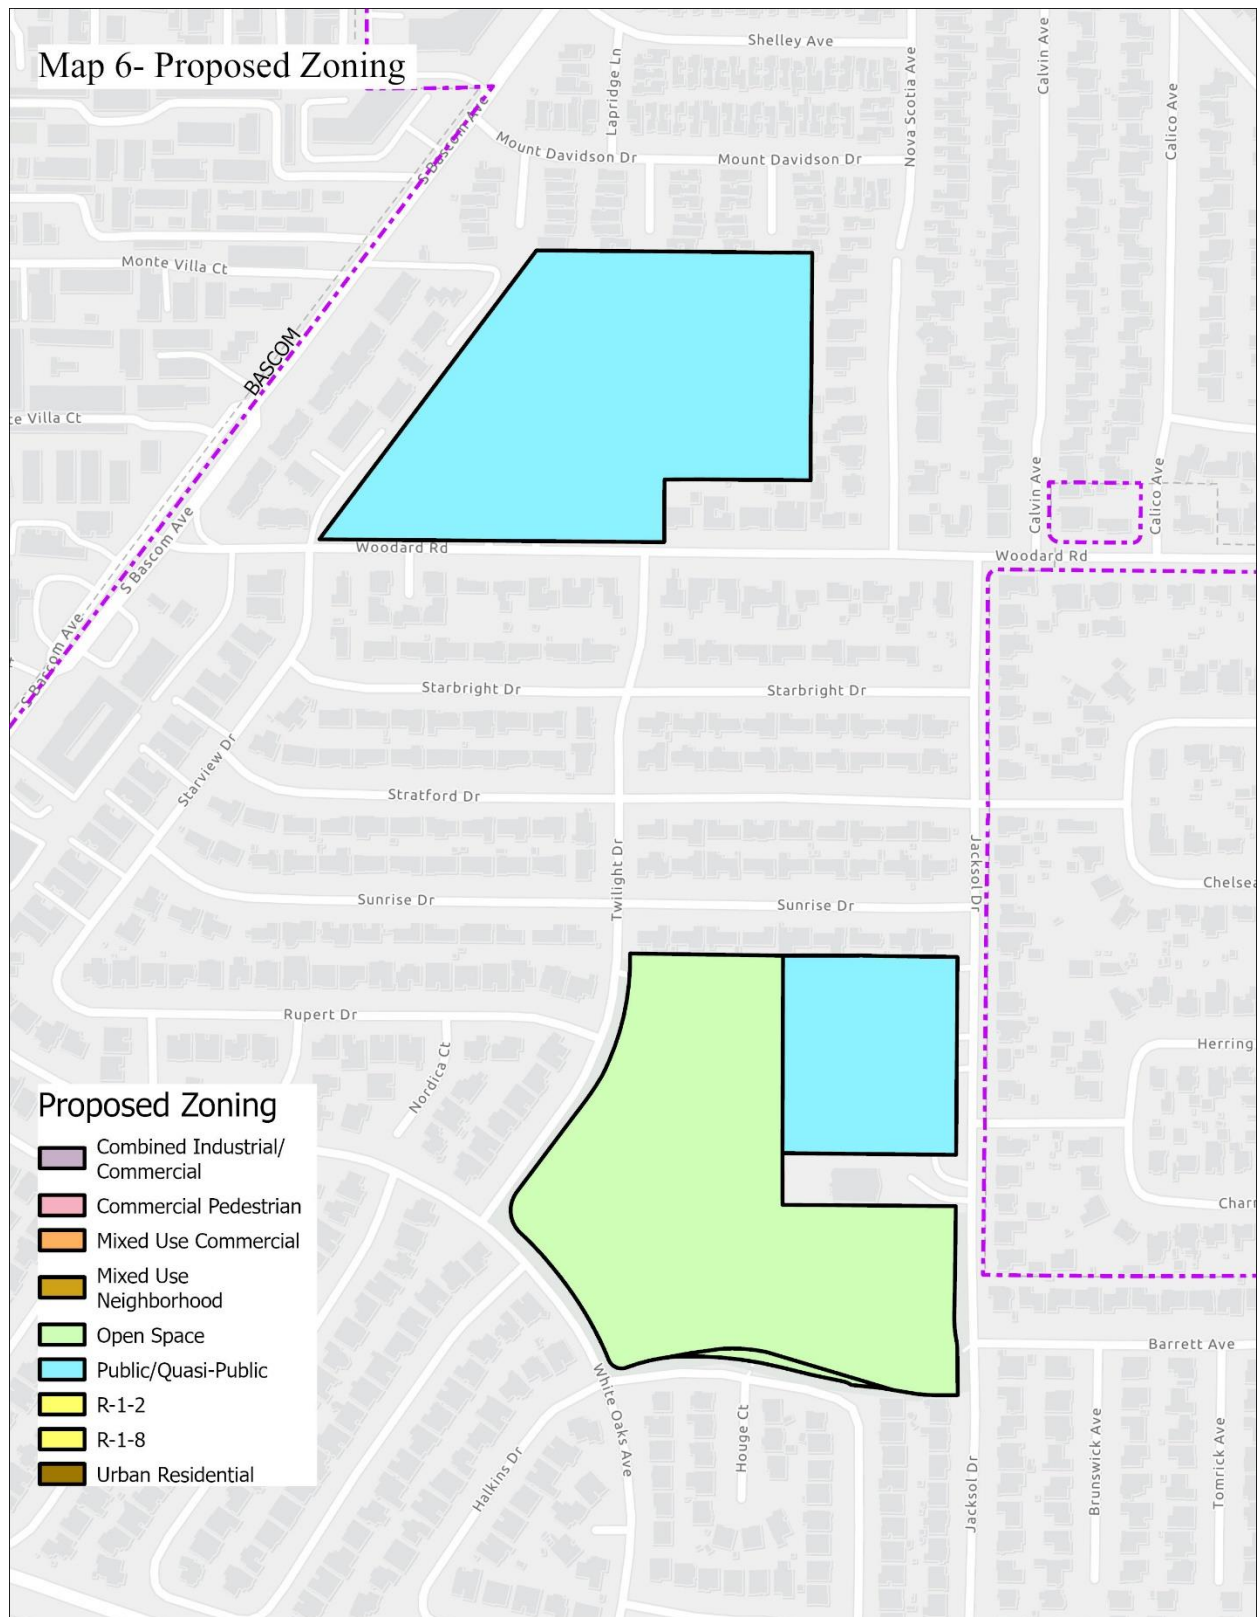 Map 6- Proposed Zoning
Shelley Ave
Lapridge Ln
Nova Scotia Ave
Calvin Ave
Calico Ave
S Bascom Ave
Mount Davidson Dr
Mount Davidson Dr
Monte Villa Ct
BASCOM
te Villa Ct
Calvin Ave
Calico Ave
S Bascom Ave
Woodard Rd
Woodard Rd
S Bascom Ave
Starbright Dr
Starbright Dr
Starview Dr
Stratford Dr
Twilight Dr
Jacksol Dr
Chelsea
Sunrise Dr
Sunrise Dr
Rupert Dr
Nordica Ct
Herring
Charr
Barrett Ave
White Oaks Ave
Halkins Dr
Houge Ct
Jacksol Dr
Brunswick Ave
Tomrick Ave
Proposed Zoning
Combined Industrial/
Commercial
Commercial Pedestrian
Mixed Use Commercial
Mixed Use
Neighborhood
Open Space
Public/Quasi-Public
R-1-2
R-1-8
Urban Residential